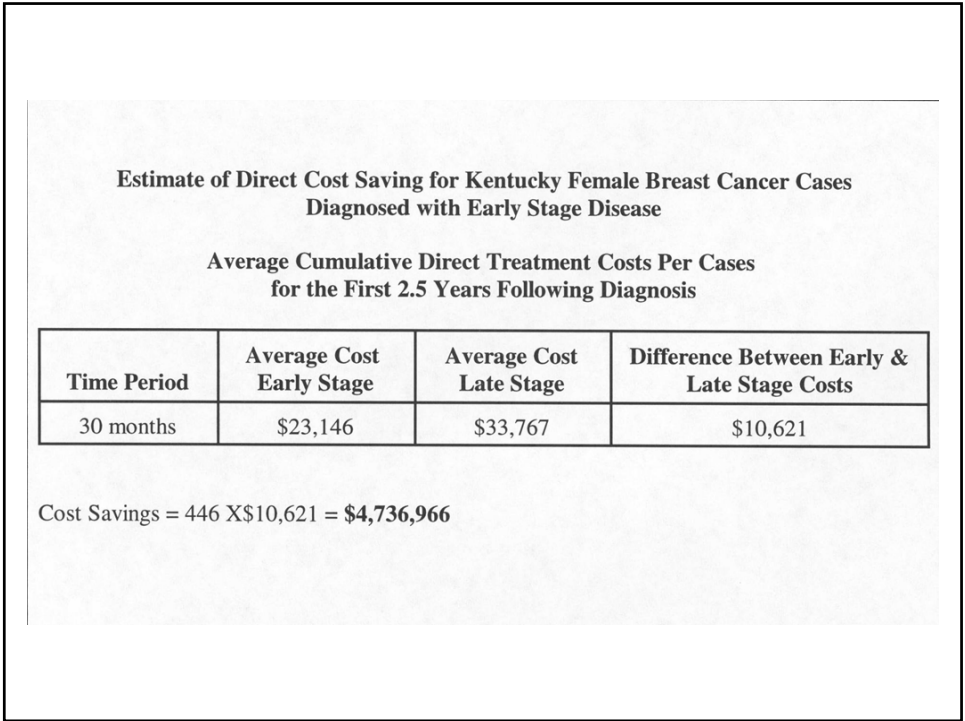 Estimate of Direct Cost Saving for Kentucky Female Breast Cancer Cases
Diagnosed with Early Stage Disease
Average Cumulative Direct Treatment Costs Per Cases
for the First 2.5 Years Following Diagnosis
Time Period Average Cost Early Stage Average Cost Late Stage Difference Between Early & Late Stage Costs
30 months $23,146 $33,767 $10,621
Cost Savings = 446 X$10,621 = $4,736,966